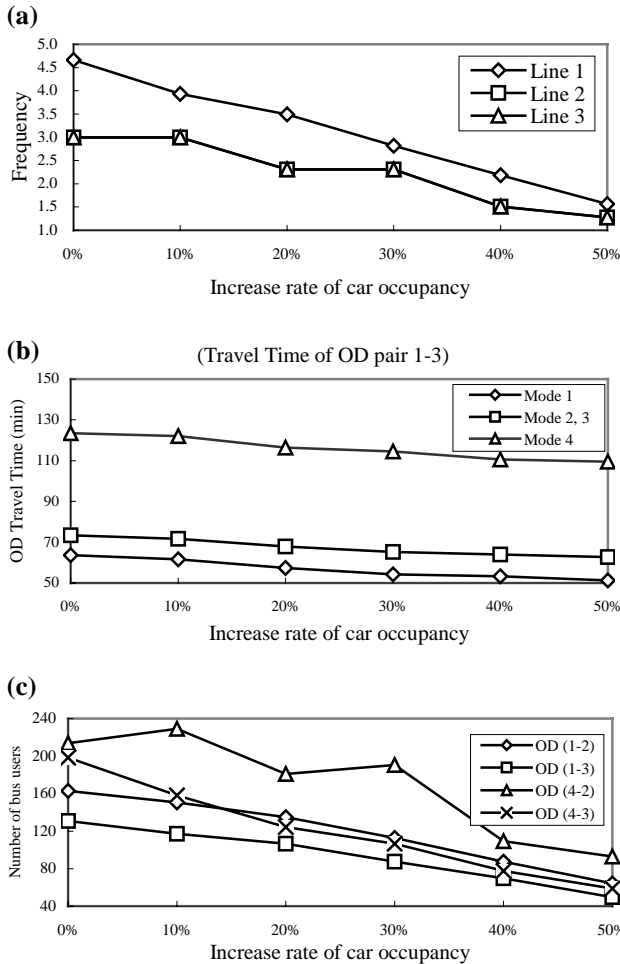 (a)
5.0
4.5
4.0
3.5
3.0
2.5
2.0
1.5
1.0
Frequency
Line 1
Line 2
Line 3
0% 10% 20% 30% 40% 50%
Increase rate of car occupancy
(b)
(Travel Time of OD pair 1-3)
150
130
110
90
70
50
OD Travel Time (min)
Mode 1
Mode 2, 3
Mode 4
0% 10% 20% 30% 40% 50%
Increase rate of car occupancy
(c)
240
200
160
120
80
40
Number of bus users
OD (1-2)
OD (1-3)
OD (4-2)
OD (4-3)
0% 10% 20% 30% 40% 50%
Increase rate of car occupancy